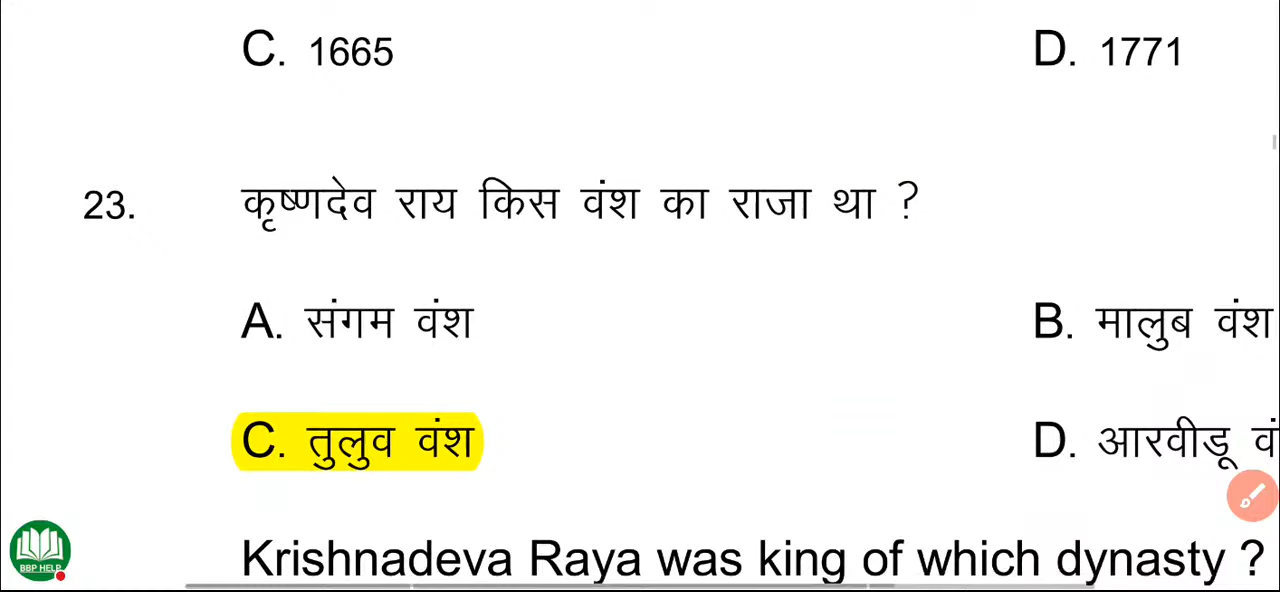 C. 1665 D. 1771
23. कृष्णदेव राय किस वंश का राजा था ?
A. संगम वंश B. मालुब वंश
C. तुलुव वंश D. आरवीडू वं
BBP HELP
Krishnadeva Raya was king of which dynasty ?